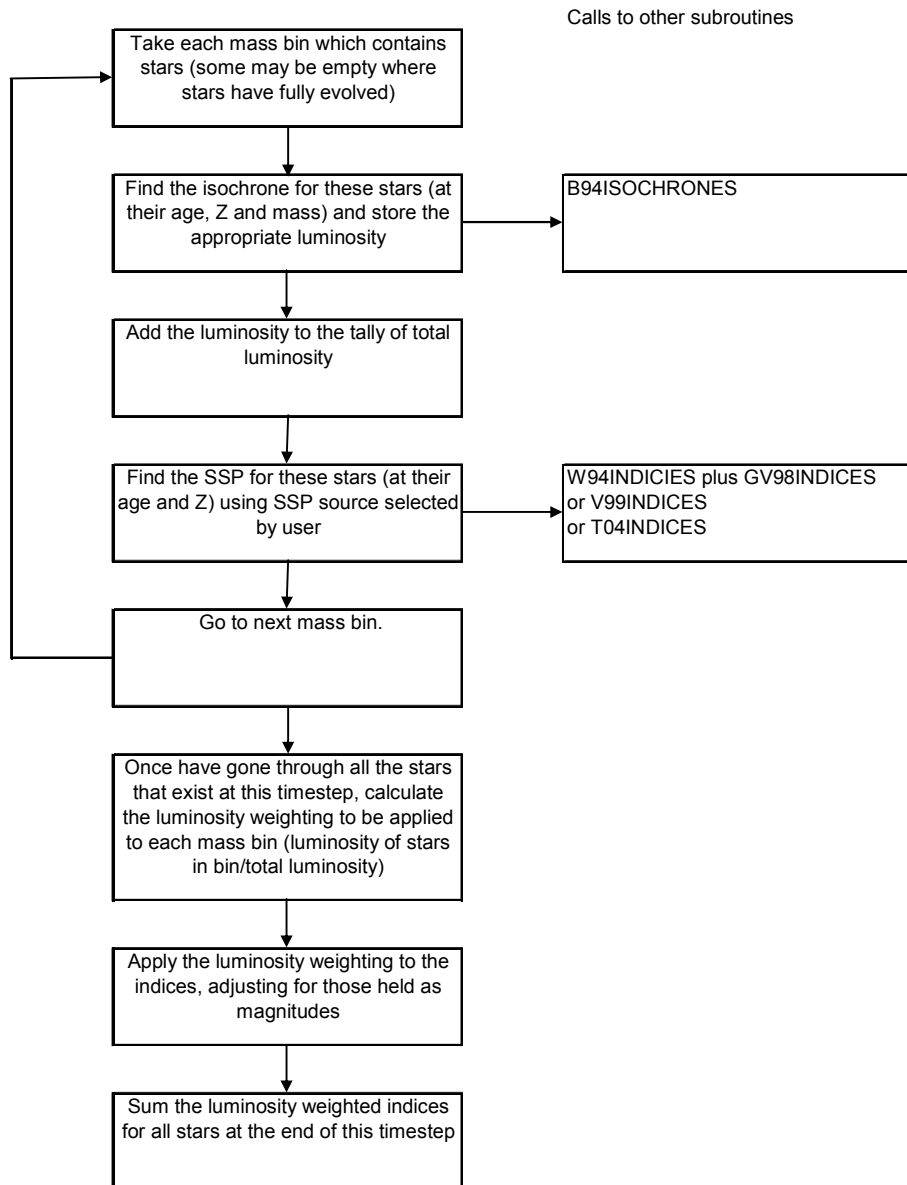 Calls to other subroutines
Take each mass bin which contains
stars (some may be empty where
stars have fully evolved)
Find the isochrone for these stars (at
their age, Z and mass) and store the
appropriate luminosity
B94ISOCHRONES
Add the luminosity to the tally of total
luminosity
Find the SSP for these stars (at their
age and Z) using SSP source selected
by user
W94INDICIES plus GV98INDICES
or V99INDICES
or T04INDICES
Go to next mass bin.
Once have gone through all the stars
that exist at this timestep, calculate
the luminosity weighting to be applied
to each mass bin (luminosity of stars
in bin/total luminosity)
Apply the luminosity weighting to the
indices, adjusting for those held as
magnitudes
Sum the luminosity weighted indices
for all stars at the end of this timestep